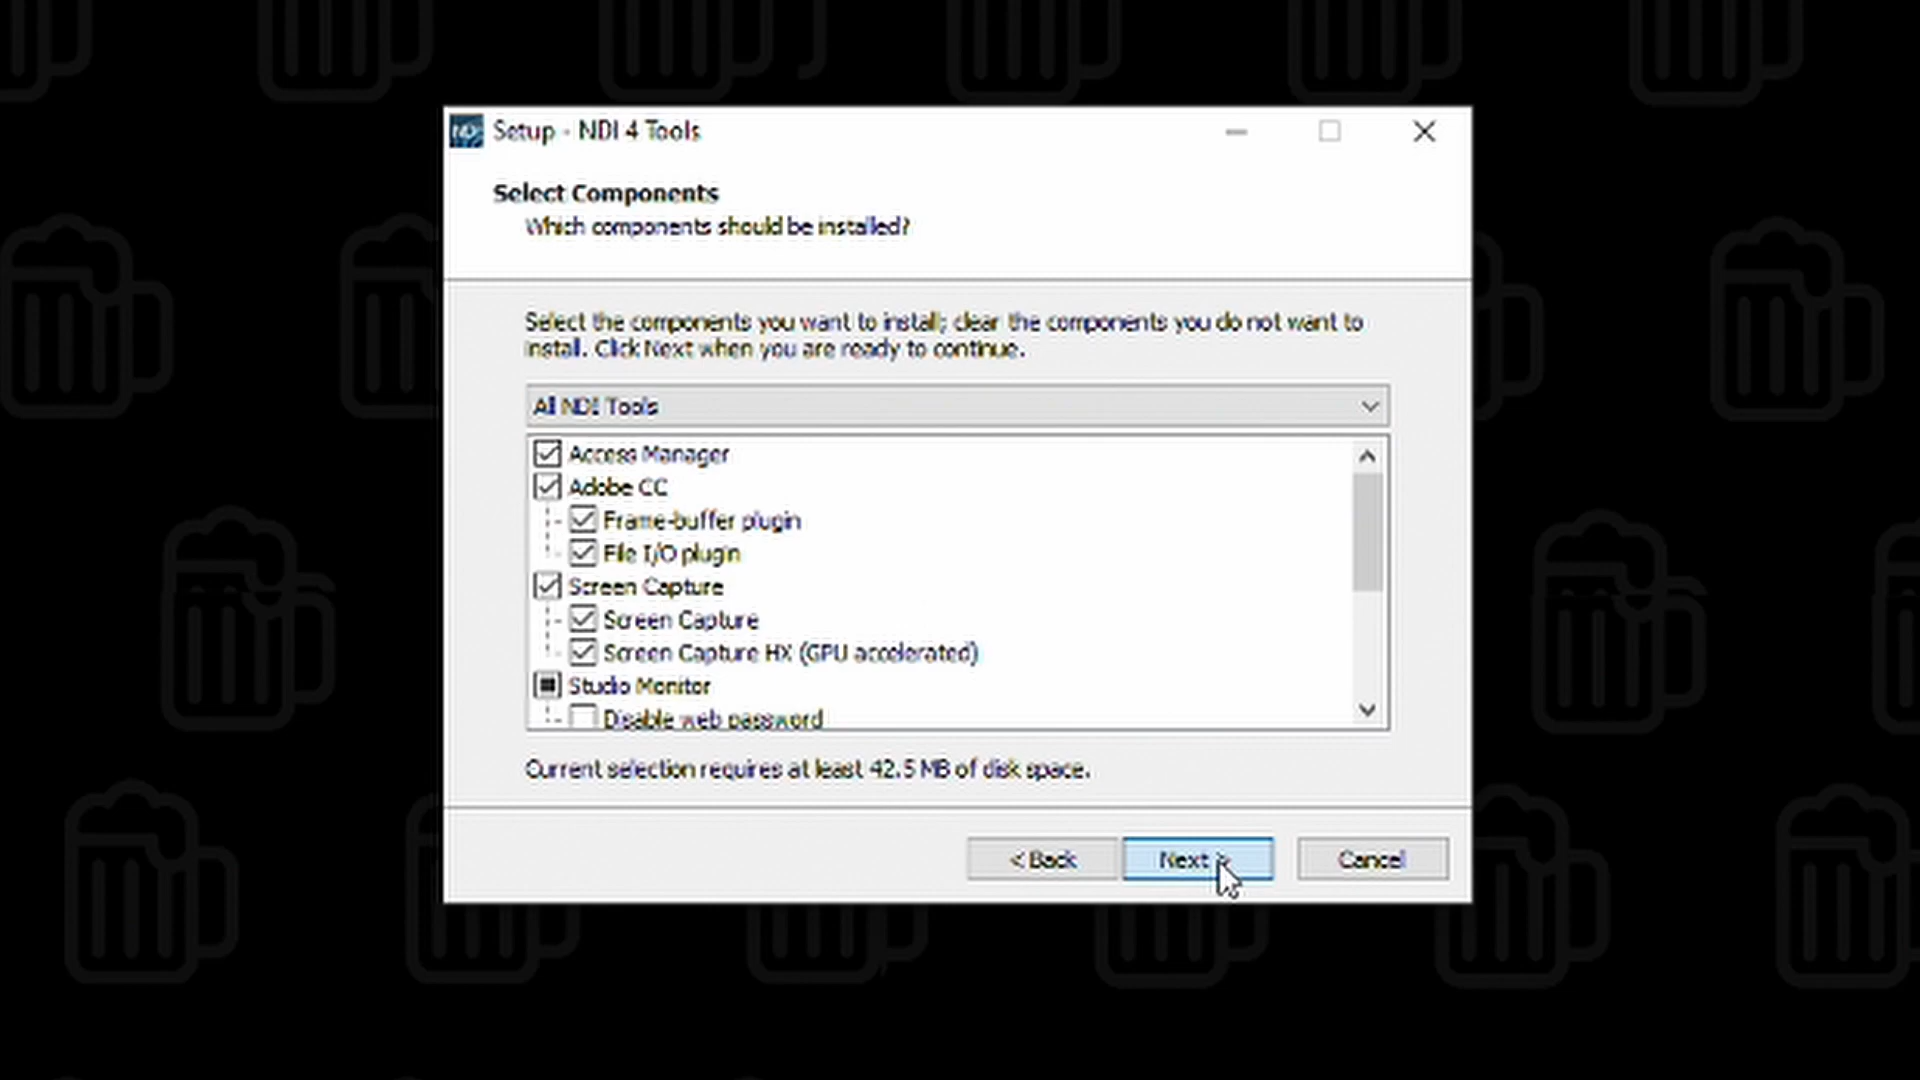 NDI
Setup - NDI 4 Tools
Select Components
Which components should be installed?
Select the components you want to install; clear the components you do not want to
install. Click Next when you are ready to continue.
All NDI Tools
Access Manager
Adobe CC
Frame-buffer plugin
File I/O plugin
Screen Capture
Screen Capture
Screen Capture HX (GPU accelerated)
Studio Monitor
Disable web password
Current selection requires at least 42.5 MB of disk space.
< Back
Next >
Cancel